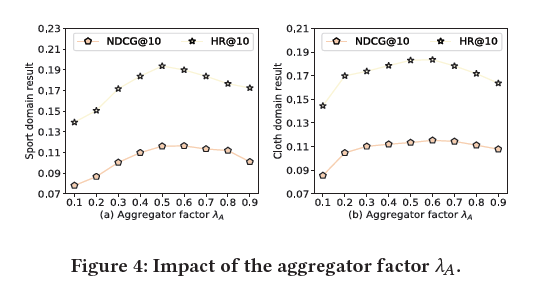 NDCG@10 HR@10
Sport domain result
0.23
0.21
0.19
0.17
0.15
0.13
0.11
0.09
0.07
0.1 0.2 0.3 0.4 0.5 0.6 0.7 0.8 0.9
(a) Aggregator factor λA
NDCG@10 HR@10
Cloth domain result
0.21
0.19
0.17
0.15
0.13
0.11
0.09
0.07
0.1 0.2 0.3 0.4 0.5 0.6 0.7 0.8 0.9
(b) Aggregator factor λA
Figure 4: Impact of the aggregator factor λA.